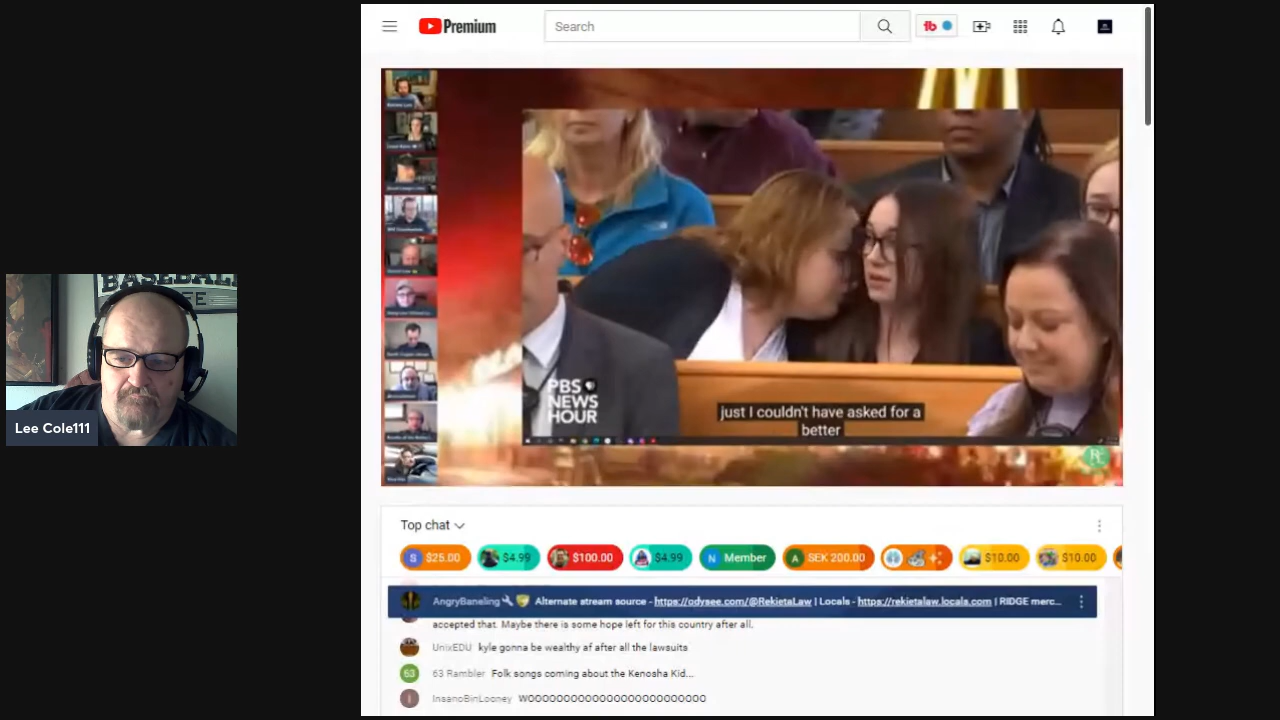 Premium
Search
BASEBALL
Lee Cole111
PBS
NEWS
HOUR
just I couldn't have asked for a
better
Top chat
S $25.00
$4.99
$100.00
$4.99
N Member
A SEK 200.00
$10.00
$10.00
AngryBaneling Alternate stream source - https://odysee.com/@RekietaLaw | Locals - https://rekietalaw.locals.com | RIDGE merc...
accepted that. Maybe there is some hope left for this country after all.
UnixEDU kyle gonna be wealthy af after all the lawsuits
63 63 Rambler Folk songs coming about the Kenosha Kid...